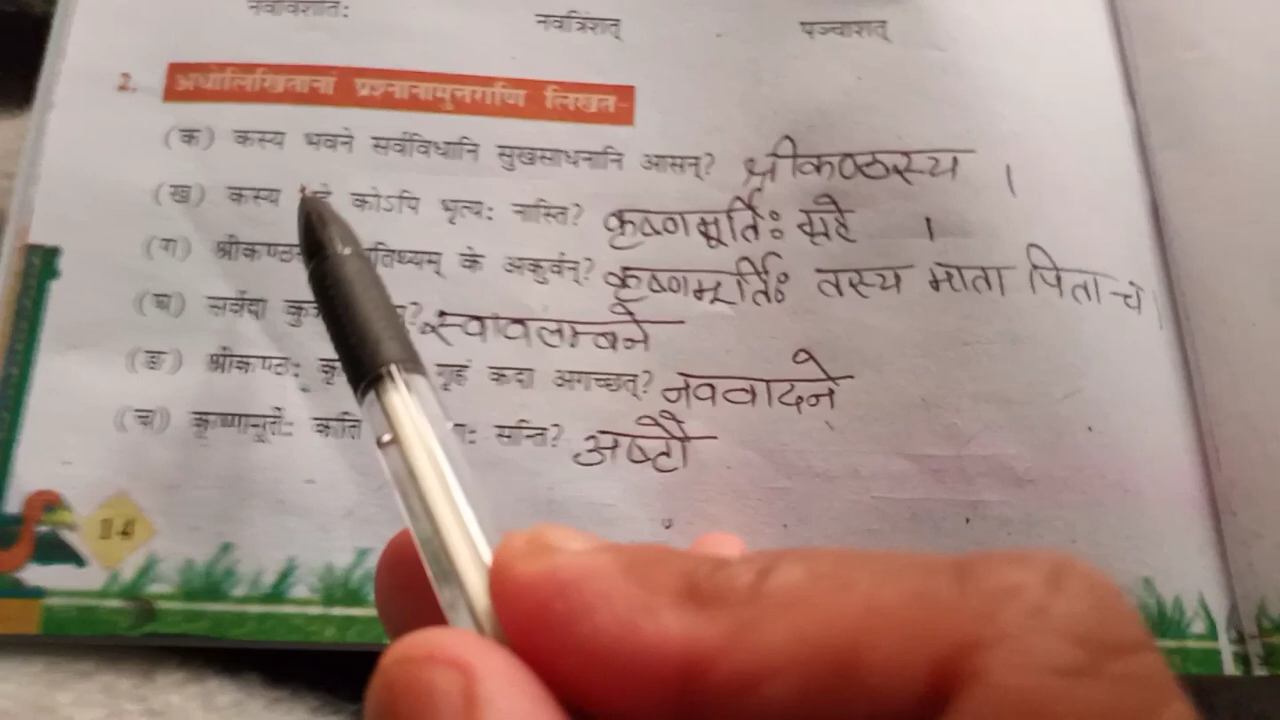 नवविंशतिः नवत्रिंशत् पञ्चाशत्
2. अधोलिखितानां प्रश्नानामुत्तराणि लिखत-
(क) कस्य भवने सर्वविधानि सुखसाधनानि आसन्? श्रीकण्ठस्य ।
(ख) कस्य कोऽपि भृत्यः नास्ति? कृष्णमूर्तिः गृहे ।
(ग) श्रीकण्ठ तिथ्यम् के अकुर्वन्? कृष्णमूर्तिः तस्य माता पिता च ।
(घ) सर्वदा कु ? स्वावलम्बने
(ङ) श्रीकण्ठः कृ गृहं कदा अगच्छत्? नववादने
(च) कृष्णमूर्तेः कति सन्ति? अष्टौ
14